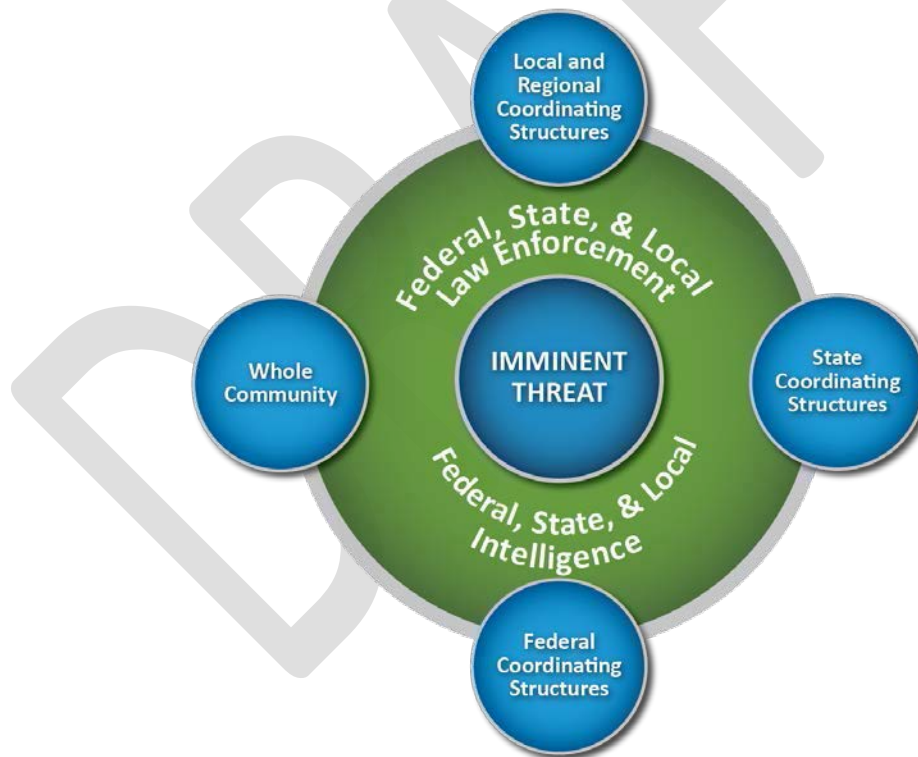 Local and
Regional
Coordinating
Structures
Federal, State, & Local
Law Enforcement
Whole
Community
IMMINENT
THREAT
State
Coordinating
Structures
Federal, State, & Local
Intelligence
Federal
Coordinating
Structures